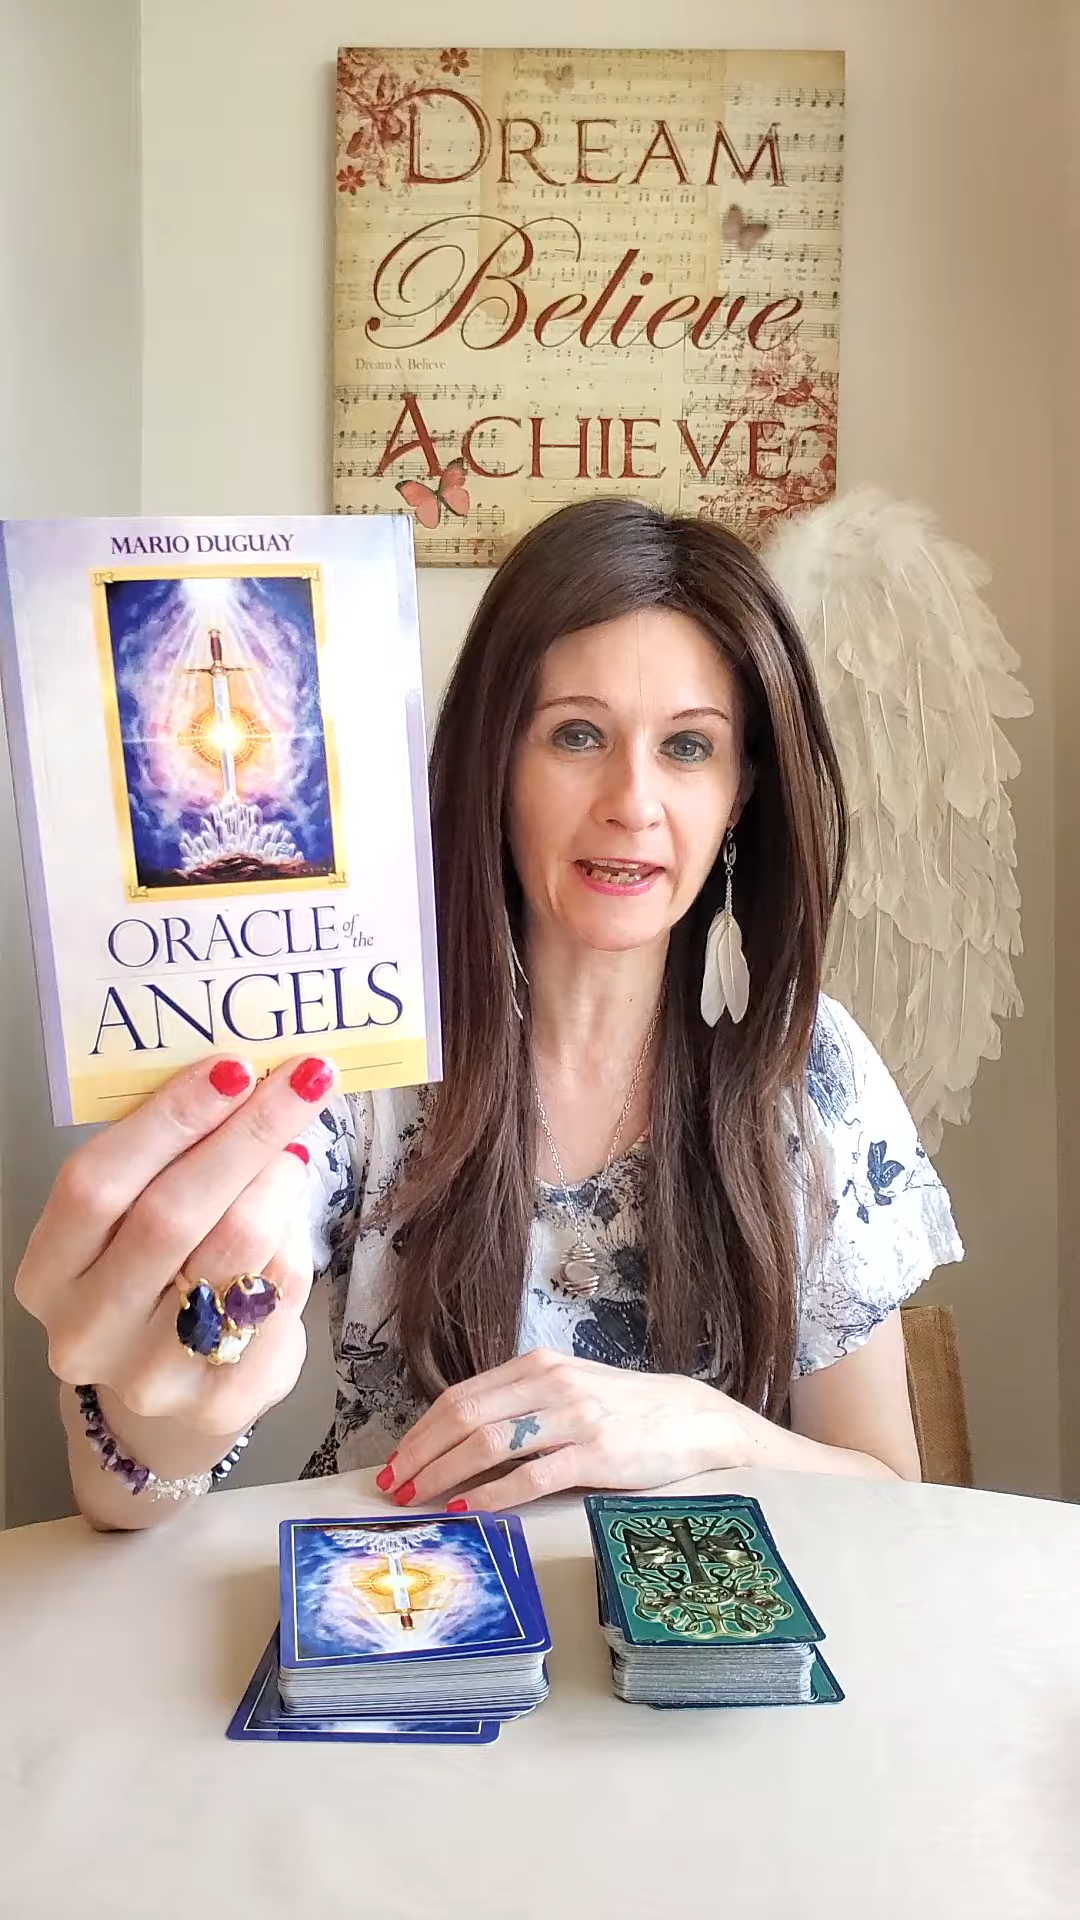 DREAM
Believe
Dream & Believe
ACHIEVE
MARIO DUGUAY
ORACLE of the
ANGELS